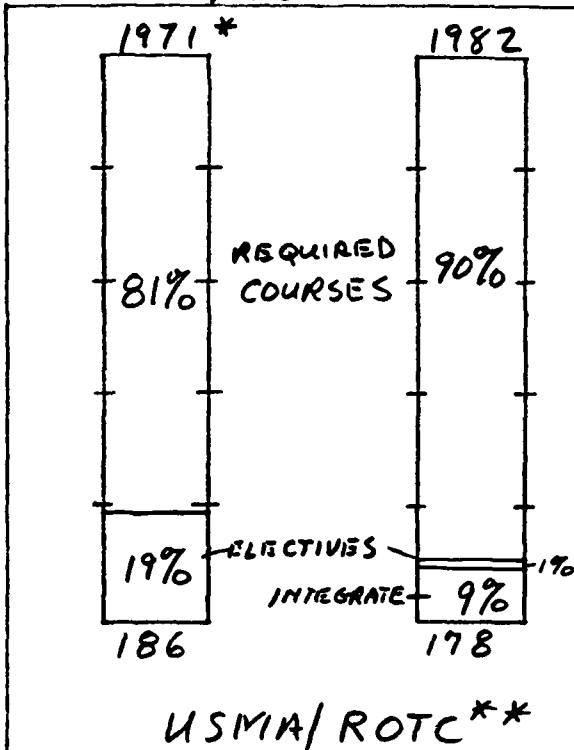 1971 * 1982
REQUIRED
COURSES
81% 90%
ELECTIVES
19% 1%
INTEGRATE 9%
186 178
USMA/ROTC **